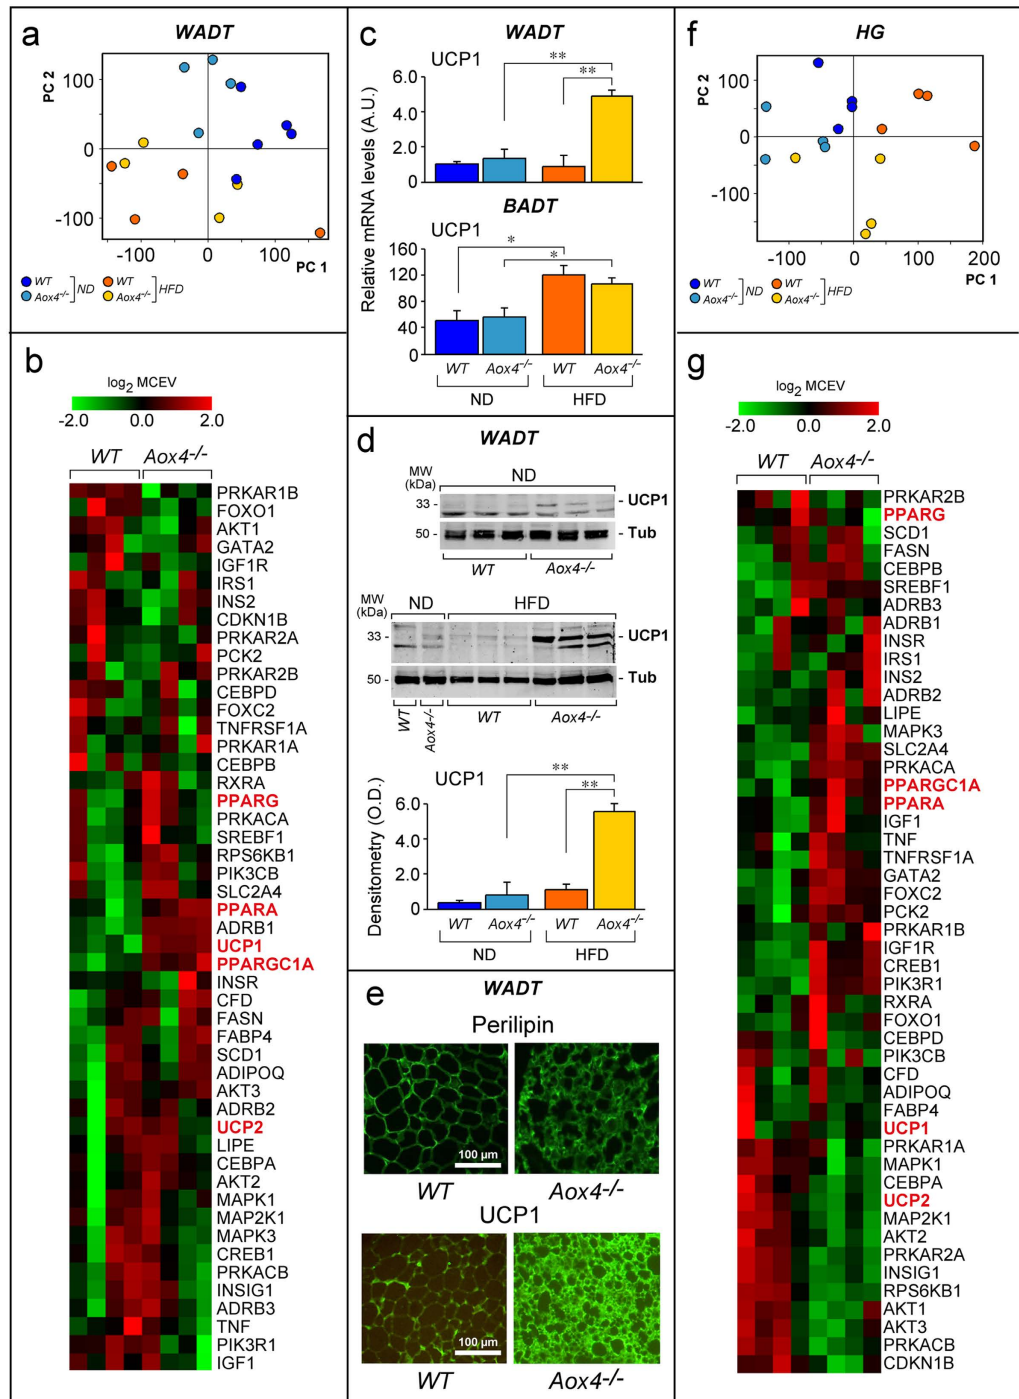 a
WADT
PC 2
100
0
-100
-100
0
100
PC 1
WT
Aox4-/-
ND
WT
Aox4-/-
HFD
b
log2 MCEV
-2.0 0.0 2.0
WT Aox4-/-
PRKAR1B
FOXO1
AKT1
GATA2
IGF1R
IRS1
INS2
CDKN1B
PRKAR2A
PCK2
PRKAR2B
CEBPD
FOXC2
TNFRSF1A
PRKAR1A
CEBPB
RXRA
PPARG
PRKACA
SREBF1
RPS6KB1
PIK3CB
SLC2A4
PPARA
ADRB1
UCP1
PPARGC1A
INSR
CFD
FASN
FABP4
SCD1
ADIPOQ
AKT3
ADRB2
UCP2
LIPE
CEBPA
AKT2
MAPK1
MAP2K1
MAPK3
CREB1
PRKACB
INSIG1
ADRB3
TNF
PIK3R1
IGF1
c
WADT
UCP1
**
**
6.0
4.0
2.0
0
Relative mRNA levels (A.U.)
BADT
UCP1
*
*
160
120
80
40
0
WT Aox4-/- WT Aox4-/-
ND HFD
d
WADT
MW
(kDa)
ND
33 -
- UCP1
50 -
- Tub
WT Aox4-/-
MW
(kDa)
ND HFD
33 -
- UCP1
50 -
- Tub
WT Aox4-/- WT Aox4-/-
UCP1
**
**
6.0
4.0
2.0
0
Densitometry (O.D.)
WT Aox4-/- WT Aox4-/-
ND HFD
e
WADT
Perilipin
100 µm
WT Aox4-/-
UCP1
100 µm
WT Aox4-/-
f
HG
PC 2
100
0
-100
-100 0 100 200
PC 1
WT
Aox4-/-
ND
WT
Aox4-/-
HFD
g
log2 MCEV
-2.0 0.0 2.0
WT Aox4-/-
PRKAR2B
PPARG
SCD1
FASN
CEBPB
SREBF1
ADRB3
ADRB1
INSR
IRS1
INS2
ADRB2
LIPE
MAPK3
SLC2A4
PRKACA
PPARGC1A
PPARA
IGF1
TNF
TNFRSF1A
GATA2
FOXC2
PCK2
PRKAR1B
IGF1R
CREB1
PIK3R1
RXRA
FOXO1
CEBPD
PIK3CB
CFD
ADIPOQ
FABP4
UCP1
PRKAR1A
MAPK1
CEBPA
UCP2
MAP2K1
AKT2
PRKAR2A
INSIG1
RPS6KB1
AKT1
AKT3
PRKACB
CDKN1B